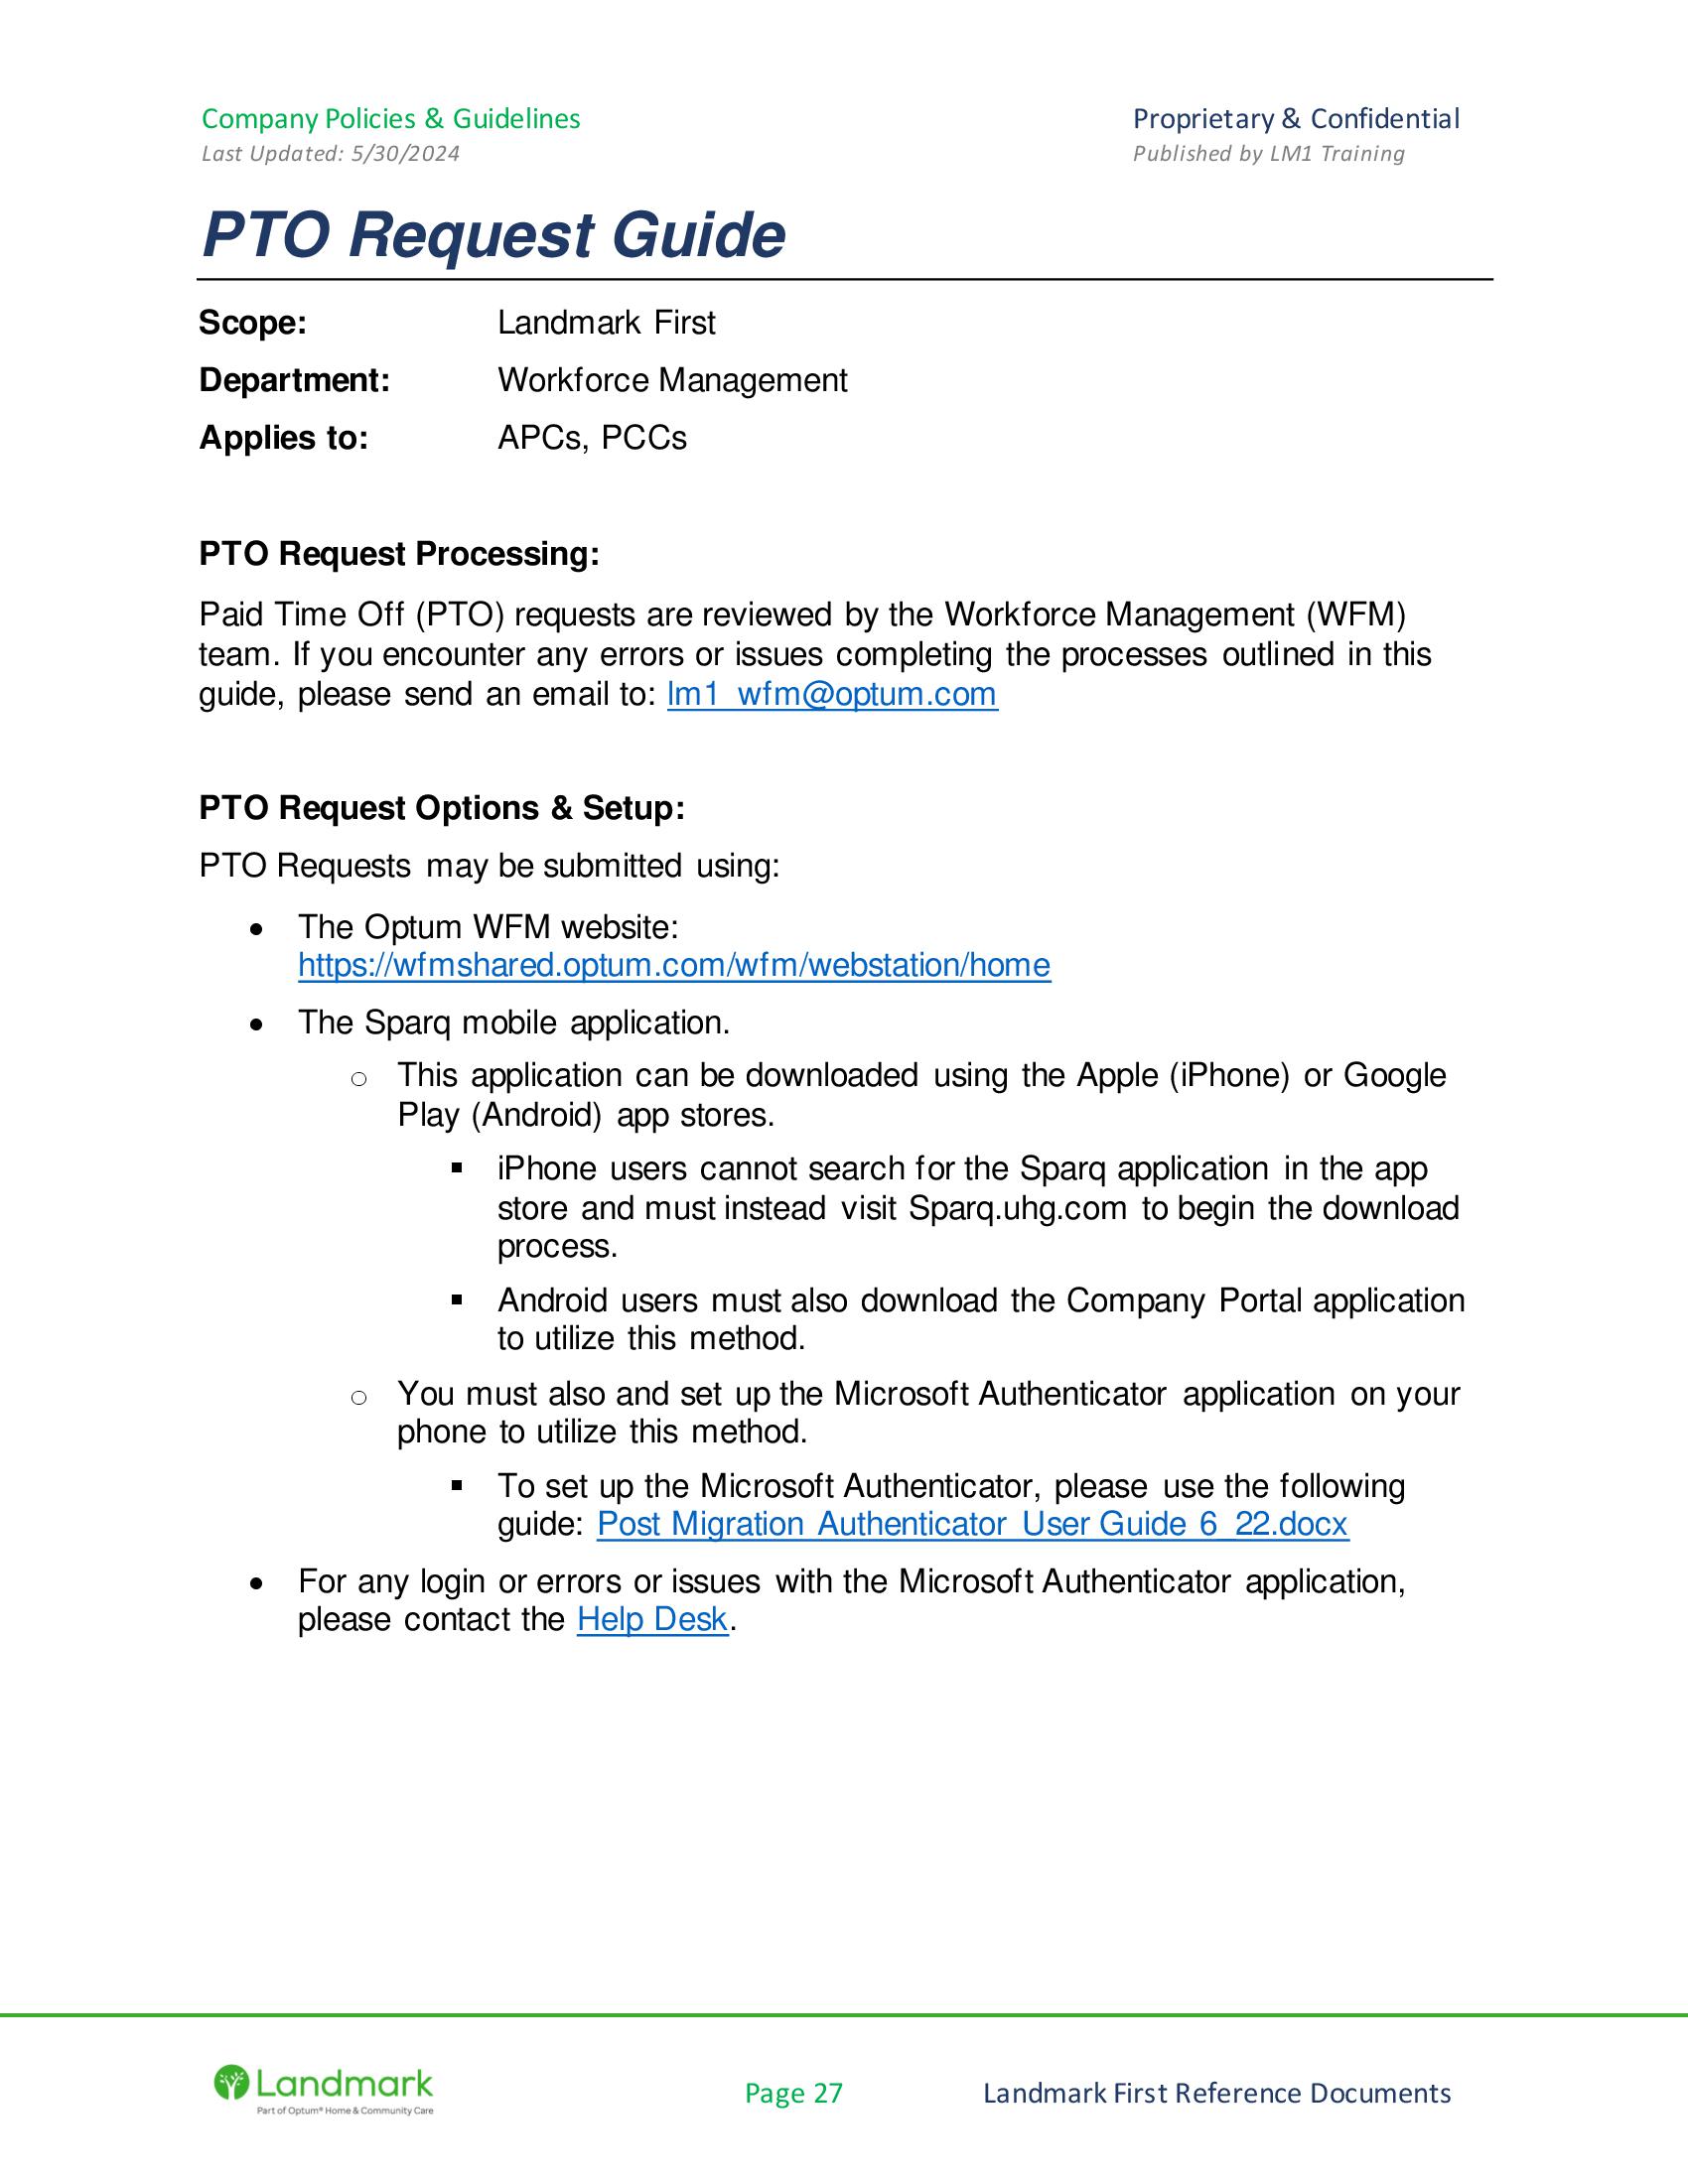 Company Policies & Guidelines
Proprietary & Confidential
Last Updated: 5/30/2024
Published by LM1 Training
PTO Request Guide
Scope: Landmark First
Department: Workforce Management
Applies to: APCs, PCCs
PTO Request Processing:
Paid Time Off (PTO) requests are reviewed by the Workforce Management (WFM)
team. If you encounter any errors or issues completing the processes outlined in this
guide, please send an email to: lm1_wfm@optum.com
PTO Request Options & Setup:
PTO Requests may be submitted using:
• The Optum WFM website:
https://wfmshared.optum.com/wfm/webstation/home
• The Sparq mobile application.
o This application can be downloaded using the Apple (iPhone) or Google
Play (Android) app stores.
▪ iPhone users cannot search for the Sparq application in the app
store and must instead visit Sparq.uhg.com to begin the download
process.
▪ Android users must also download the Company Portal application
to utilize this method.
o You must also and set up the Microsoft Authenticator application on your
phone to utilize this method.
▪ To set up the Microsoft Authenticator, please use the following
guide: Post Migration_Authenticator_User Guide_6_22.docx
• For any login or errors or issues with the Microsoft Authenticator application,
please contact the Help Desk.
Landmark
Part of Optum® Home & Community Care
Page 27
Landmark First Reference Documents